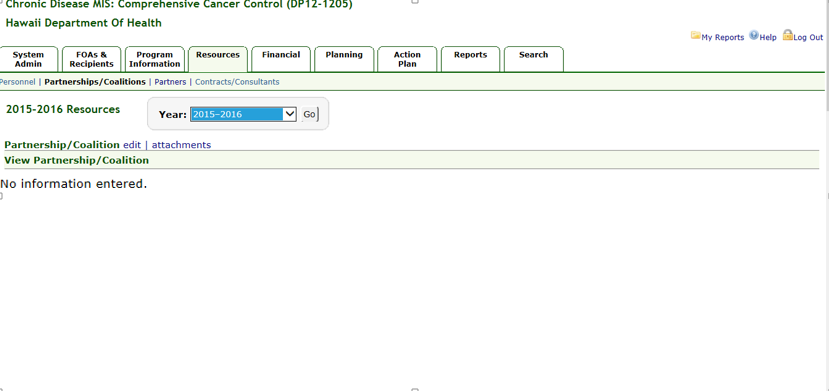 Chronic Disease MIS: Comprehensive Cancer Control (DP12-1205)
Hawaii Department Of Health
My Reports Help Log Out
System Admin FOAs & Recipients Program Information Resources Financial Planning Action Plan Reports Search
Personnel | Partnerships/Coalitions | Partners | Contracts/Consultants
2015-2016 Resources Year: 2015-2016 Go
Partnership/Coalition edit | attachments
View Partnership/Coalition
No information entered.